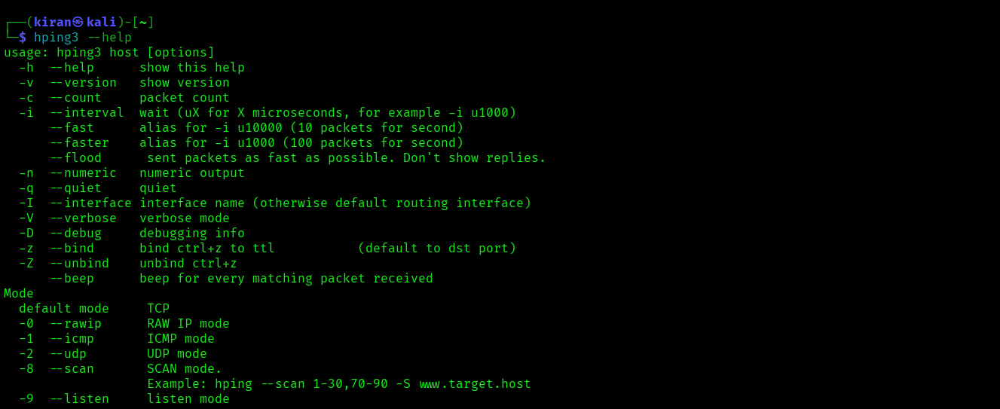 ┌──(kiran㉿kali)-[~]
└─$ hping3 --help
usage: hping3 host [options]
  -h  --help      show this help
  -v  --version   show version
  -c  --count     packet count
  -i  --interval  wait (uX for X microseconds, for example -i u1000)
      --fast      alias for -i u10000 (10 packets for second)
      --faster    alias for -i u1000 (100 packets for second)
      --flood      sent packets as fast as possible. Don't show replies.
  -n  --numeric   numeric output
  -q  --quiet     quiet
  -I  --interface interface name (otherwise default routing interface)
  -V  --verbose   verbose mode
  -D  --debug     debugging info
  -z  --bind      bind ctrl+z to ttl           (default to dst port)
  -Z  --unbind    unbind ctrl+z
      --beep      beep for every matching packet received
Mode
  default mode     TCP
  -0  --rawip      RAW IP mode
  -1  --icmp       ICMP mode
  -2  --udp        UDP mode
  -8  --scan       SCAN mode.
                   Example: hping --scan 1-30,70-90 -S www.target.host
  -9  --listen     listen mode